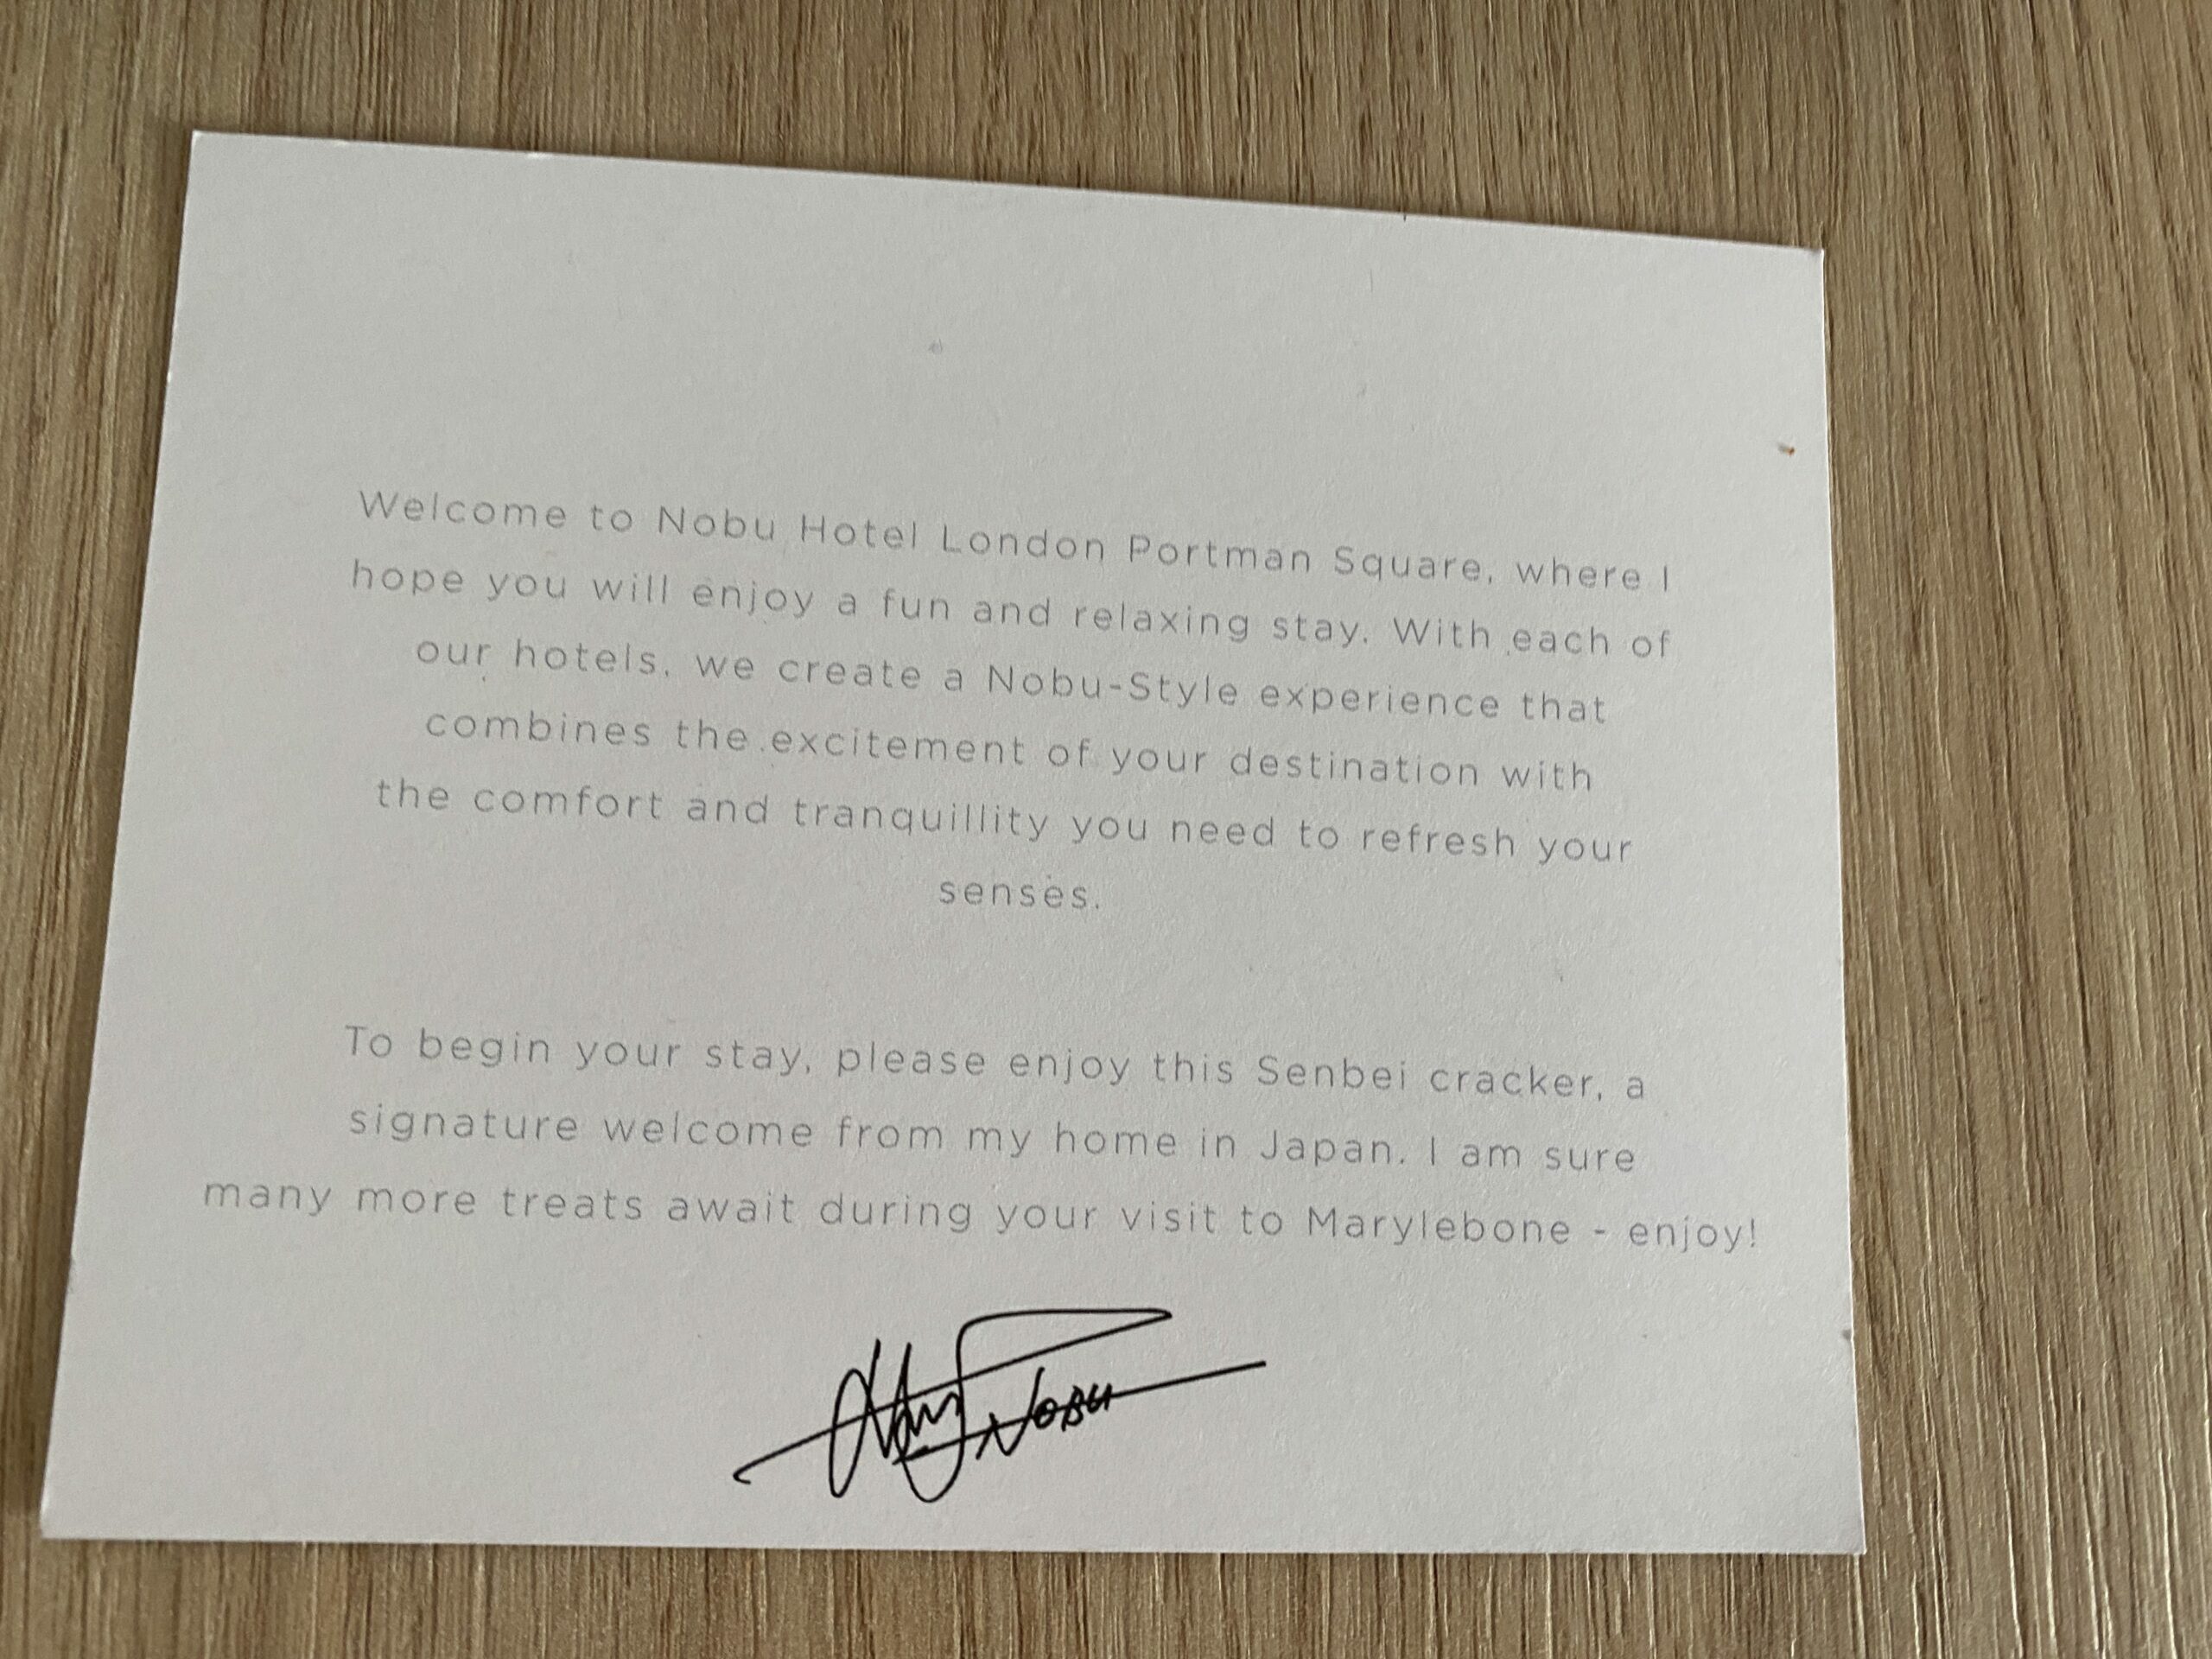 Welcome to Nobu Hotel London Portman Square, where I
hope you will enjoy a fun and relaxing stay. With each of
our hotels, we create a Nobu-Style experience that
combines the excitement of your destination with
the comfort and tranquillity you need to refresh your
senses.
To begin your stay, please enjoy this Senbei cracker, a
signature welcome from my home in Japan. I am sure
many more treats await during your visit to Marylebone - enjoy!
NOBU